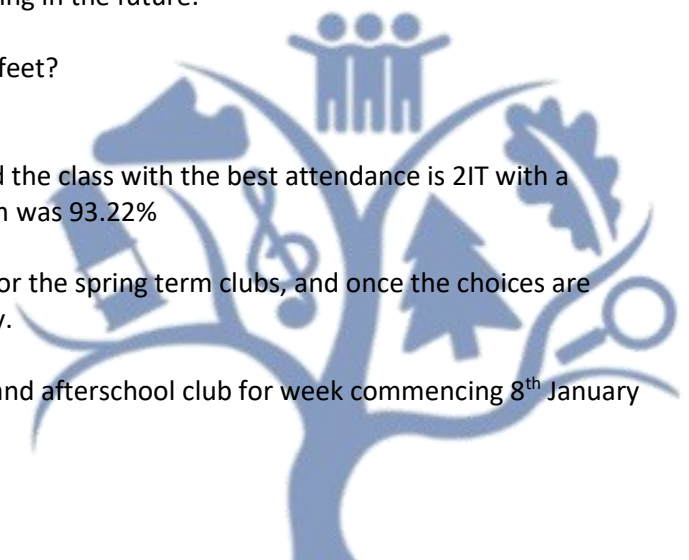 ing in the future.
feet?
the class with the best attendance is 2IT with a
was 93.22%
or the spring term clubs, and once the choices are
and afterschool club for week commencing 8th January